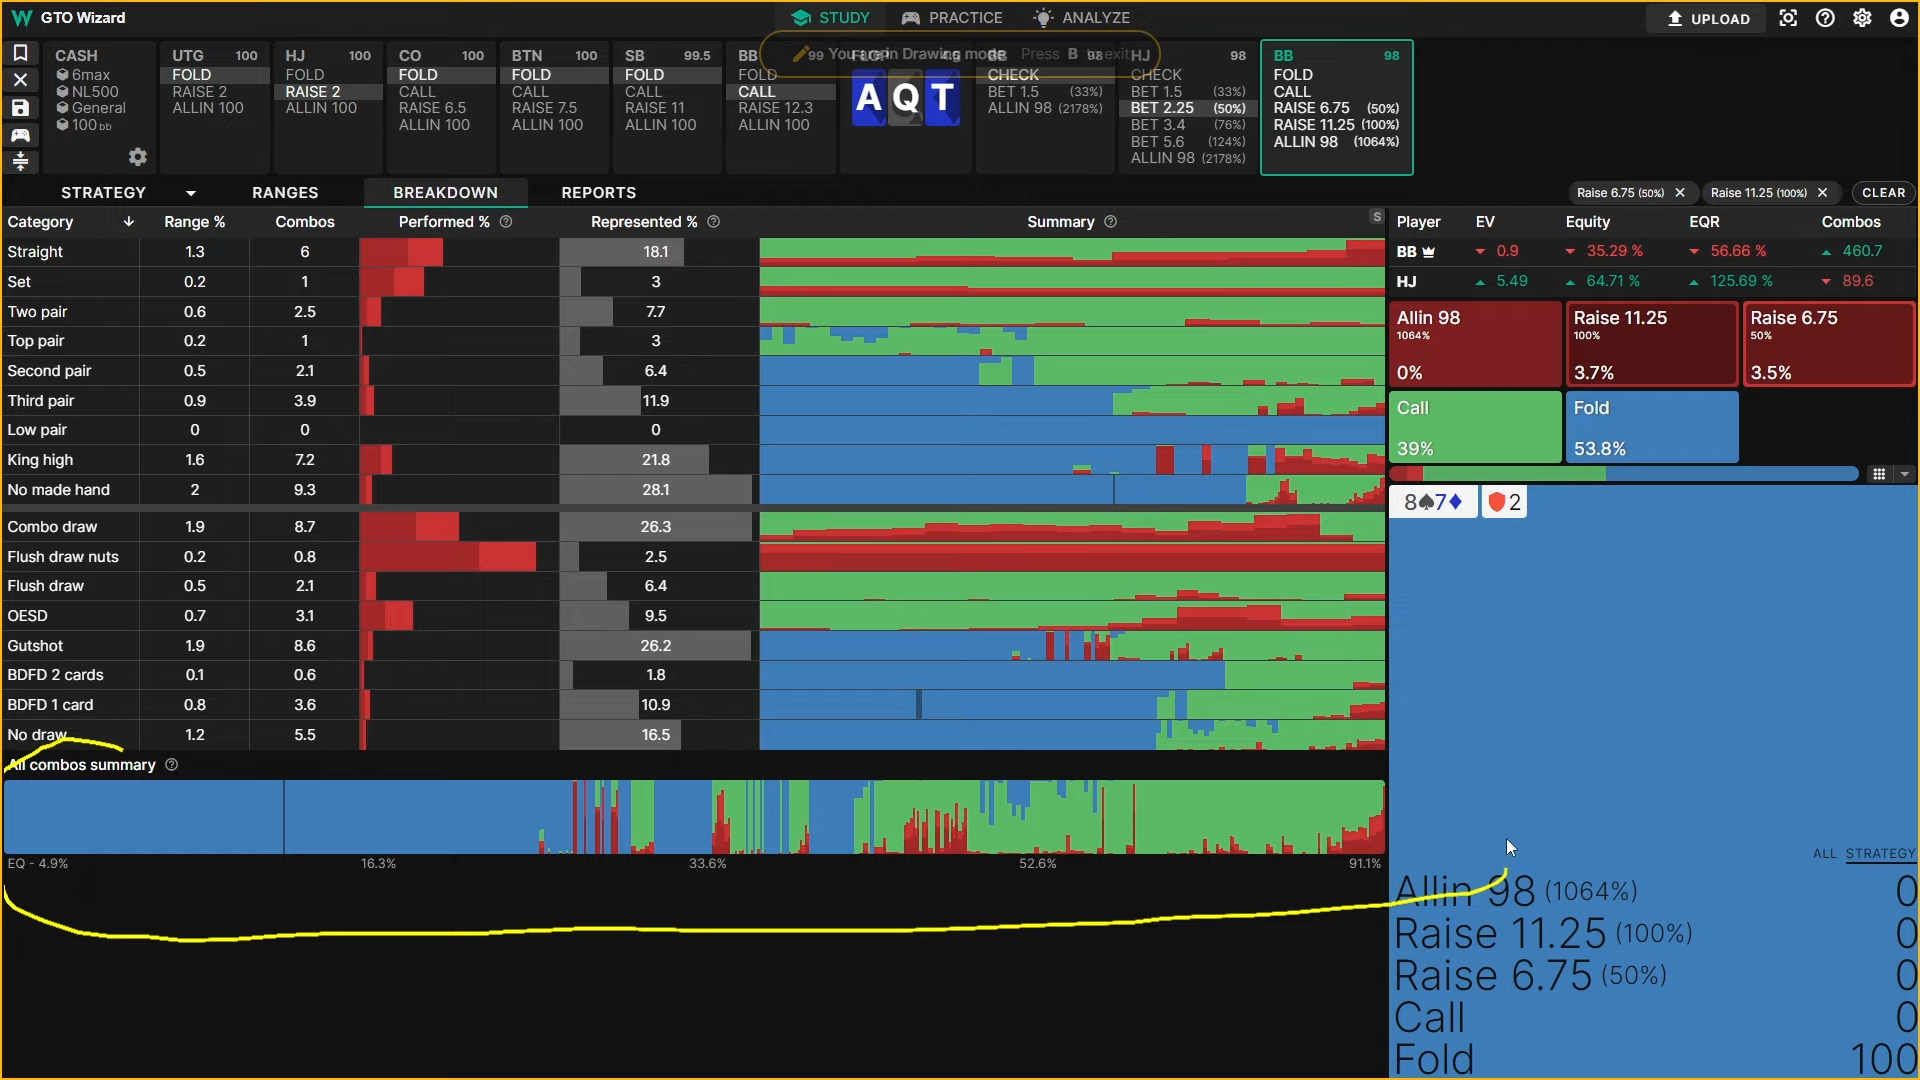 GTO Wizard
STUDY
PRACTICE
ANALYZE
UPLOAD
CASH
6max
NL500
General
100bb
UTG 100
FOLD
RAISE 2
ALLIN 100
HJ 100
FOLD
RAISE 2
ALLIN 100
CO 100
FOLD
CALL
RAISE 6.5
ALLIN 100
BTN 100
FOLD
CALL
RAISE 7.5
ALLIN 100
SB 99.5
FOLD
CALL
RAISE 11
ALLIN 100
BB 99
FOLD
CALL
RAISE 12.3
ALLIN 100
FLOP 4.5
A Q T
BB 98
CHECK
BET 1.5 (33%)
ALLIN 98 (2178%)
HJ 98
CHECK
BET 1.5 (33%)
BET 2.25 (50%)
BET 3.4 (76%)
BET 5.6 (124%)
ALLIN 98 (2178%)
BB 98
FOLD
CALL
RAISE 6.75 (50%)
RAISE 11.25 (100%)
ALLIN 98 (1064%)
Press B to exit
STRATEGY
RANGES
BREAKDOWN
REPORTS
Raise 6.75 (50%)
Raise 11.25 (100%)
CLEAR
Category Range % Combos Performed % Represented % Summary S
Straight 1.3 6 18.1
Set 0.2 1 3
Two pair 0.6 2.5 7.7
Top pair 0.2 1 3
Second pair 0.5 2.1 6.4
Third pair 0.9 3.9 11.9
Low pair 0 0 0
King high 1.6 7.2 21.8
No made hand 2 9.3 28.1
Combo draw 1.9 8.7 26.3
Flush draw nuts 0.2 0.8 2.5
Flush draw 0.5 2.1 6.4
OESD 0.7 3.1 9.5
Gutshot 1.9 8.6 26.2
BDFD 2 cards 0.1 0.6 1.8
BDFD 1 card 0.8 3.6 10.9
No draw 1.2 5.5 16.5
All combos summary
EQ - 4.9% 16.3% 33.6% 52.6% 91.1%
Player EV Equity EQR Combos
BB 0.9 35.29 % 56.66 % 460.7
HJ 5.49 64.71 % 125.69 % 89.6
Allin 98
1064%
0%
Raise 11.25
100%
3.7%
Raise 6.75
50%
3.5%
Call
39%
Fold
53.8%
8♠7♦ 2
ALL STRATEGY
Allin 98 (1064%) 0
Raise 11.25 (100%) 0
Raise 6.75 (50%) 0
Call 0
Fold 100